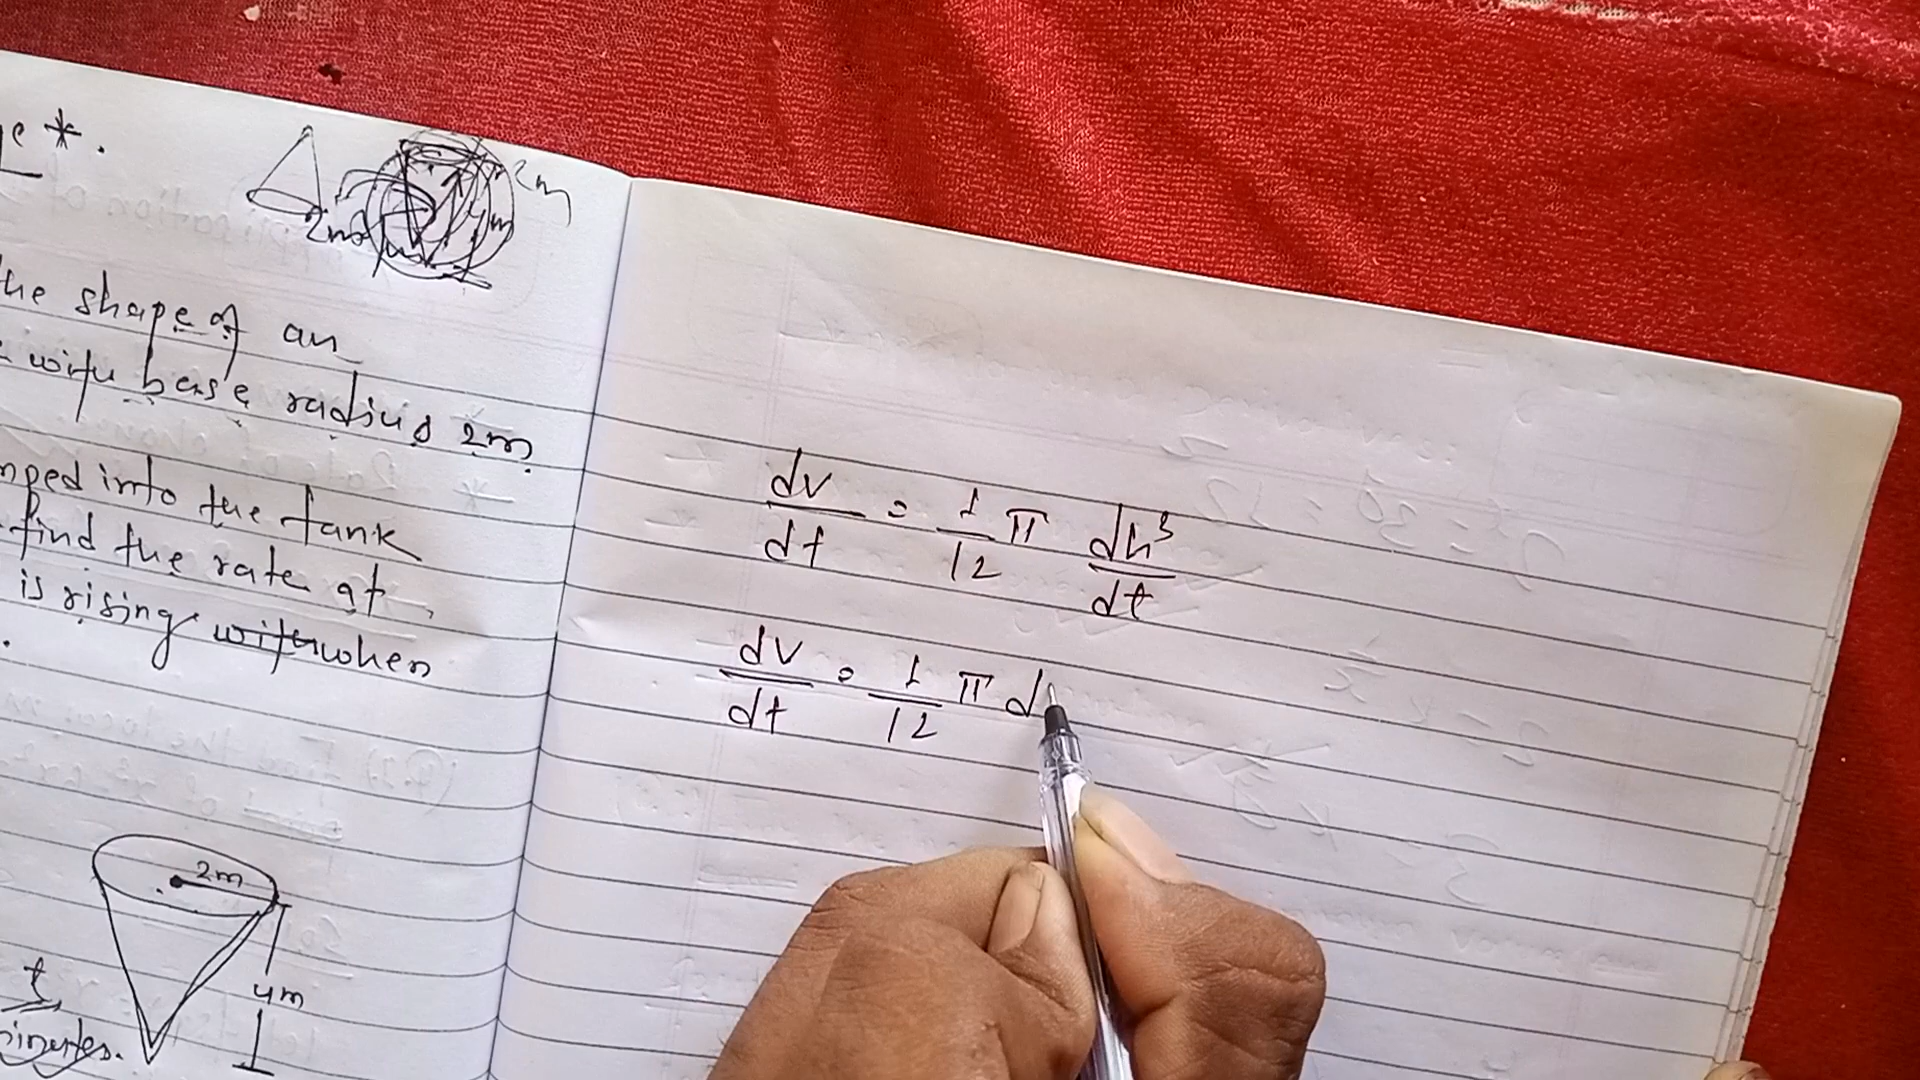 *.
2m
4m
2m
the shape of an
with base radius 2m.
mped into the tank
find the rate at
is rising when
2m
4m
t
minutes.
dv/dt = 1/12 π dh³/dt
dv/dt = 1/12 π d